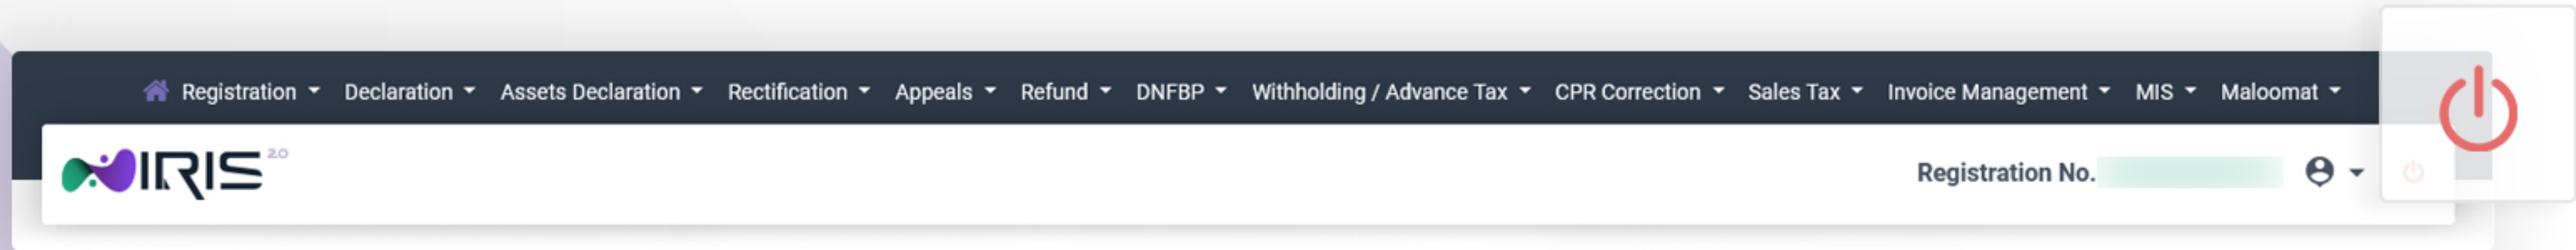 Registration Declaration Assets Declaration Rectification Appeals Refund DNFBP Withholding / Advance Tax CPR Correction Sales Tax Invoice Management MIS Maloomat
IRIS 2.0
Registration No.